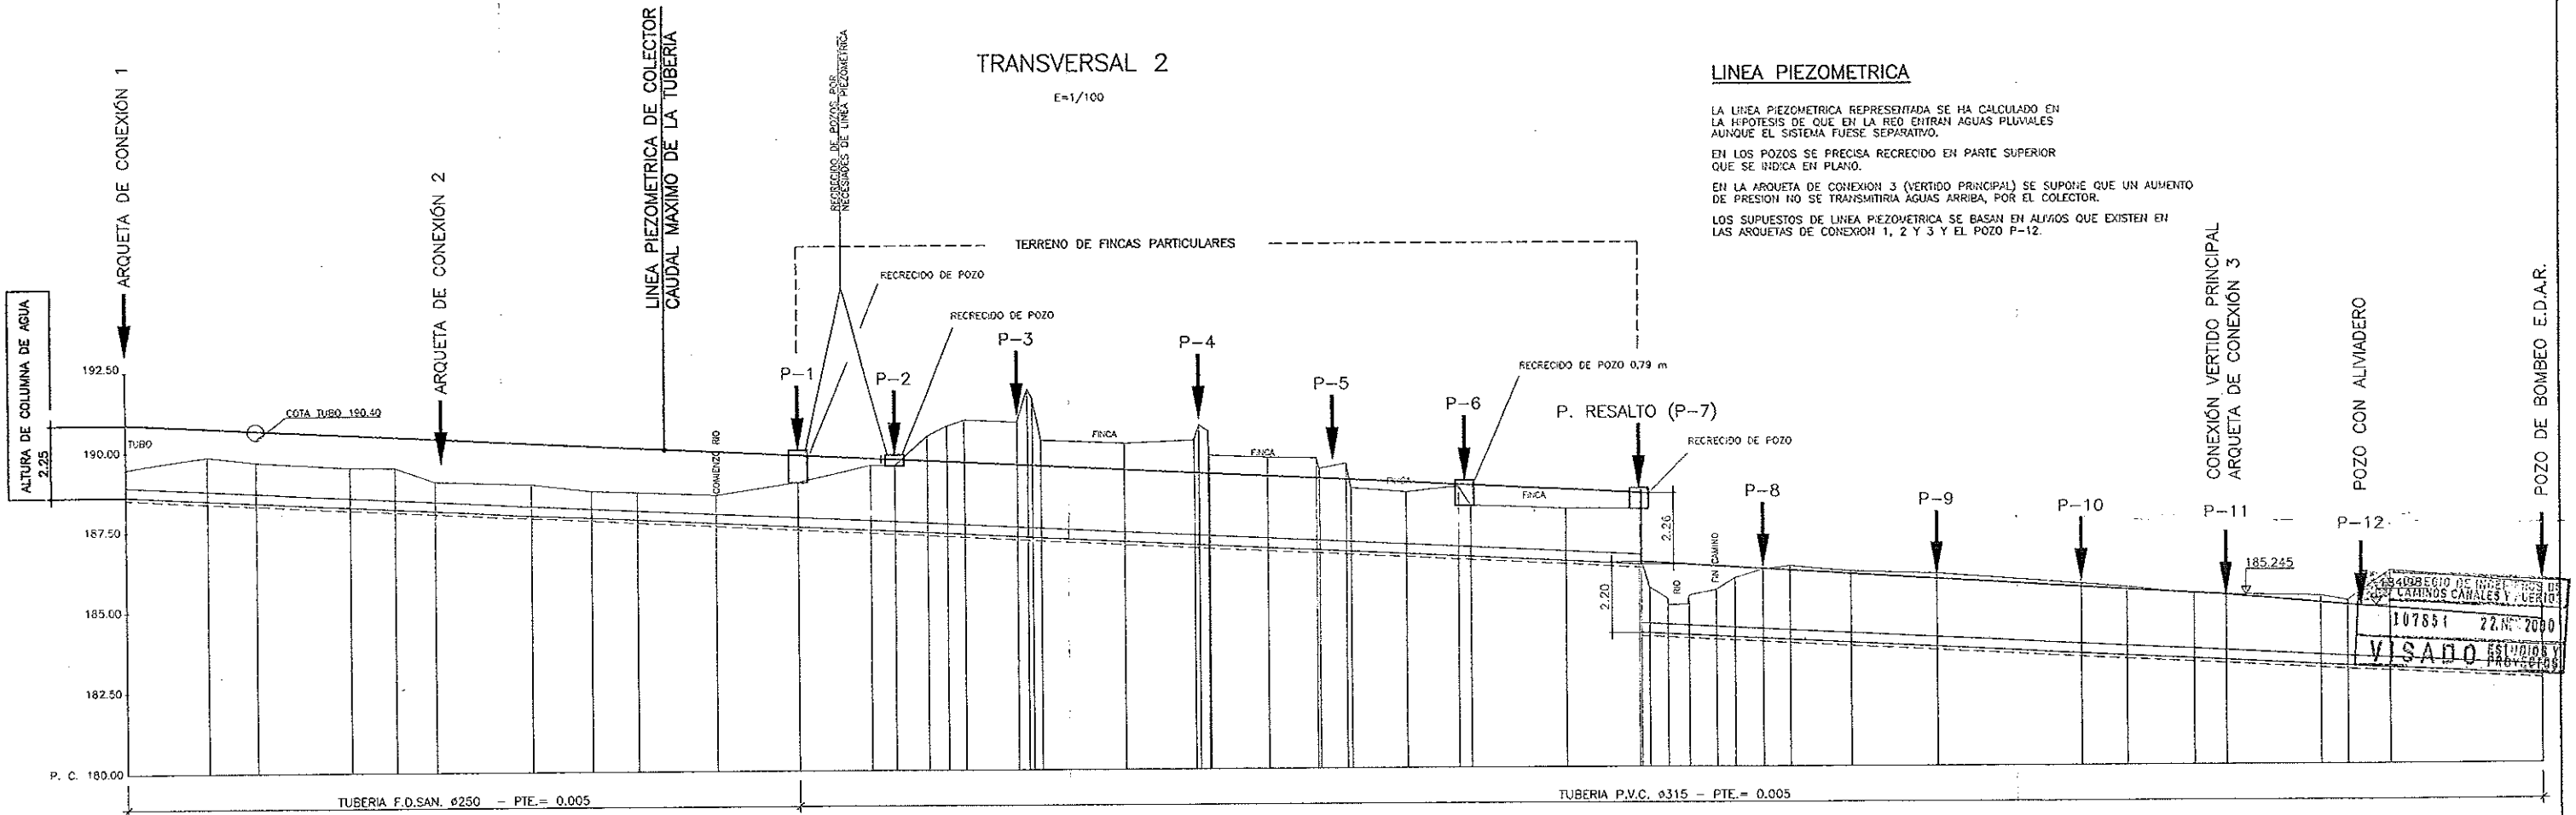 TRANSVERSAL 2
E=1/100
LINEA PIEZOMETRICA
LA LINEA PIEZOMETRICA REPRESENTADA SE HA CALCULADO EN
LA HIPOTESIS DE QUE EN LA RED ENTRAN AGUAS PLUVIALES
AUNQUE EL SISTEMA FUESE SEPARATIVO.
EN LOS POZOS SE PRECISA RECRECIDO EN PARTE SUPERIOR
QUE SE INDICA EN PLANO.
EN LA ARQUETA DE CONEXION 3 (VERTIDO PRINCIPAL) SE SUPONE QUE UN AUMENTO
DE PRESION NO SE TRANSMITIRIA AGUAS ARRIBA, POR EL COLECTOR.
LOS SUPUESTOS DE LINEA PIEZOMETRICA SE BASAN EN ALIVIOS QUE EXISTEN EN
LAS ARQUETAS DE CONEXION 1, 2 Y 3 Y EL POZO P-12.
ALTURA DE COLUMNA DE AGUA
2.25
ARQUETA DE CONEXIÓN 1
ARQUETA DE CONEXIÓN 2
LINEA PIEZOMETRICA DE COLECTOR
CAUDAL MAXIMO DE LA TUBERIA
RECRECIDO DE POZOS POR
NECESIADES DE LINEA PIEZOMETRICA
TERRENO DE FINCAS PARTICULARES
RECRECIDO DE POZO
RECRECIDO DE POZO
RECRECIDO DE POZO 0,79 m
RECRECIDO DE POZO
P-1
P-2
P-3
P-4
P-5
P-6
P. RESALTO (P-7)
P-8
P-9
P-10
P-11
P-12
CONEXIÓN VERTIDO PRINCIPAL
ARQUETA DE CONEXIÓN 3
POZO CON ALIVIADERO
POZO DE BOMBEO E.D.A.R.
192.50
190.00
187.50
185.00
182.50
P. C. 180.00
COTA TUBO 190.40
TUBO
COMIENZO RIO
FINCA
FINCA
FINCA
FINCA
2.26
2.20
RIO
FIN CAMINO
185.245
CAMINOS CANALES Y PUERTOS
107851 22 2000
VISADO
ESTUDIOS Y
PROYECTOS
TUBERIA F.D.SAN. ø250 - PTE.= 0.005
TUBERIA P.V.C. ø315 - PTE.= 0.005